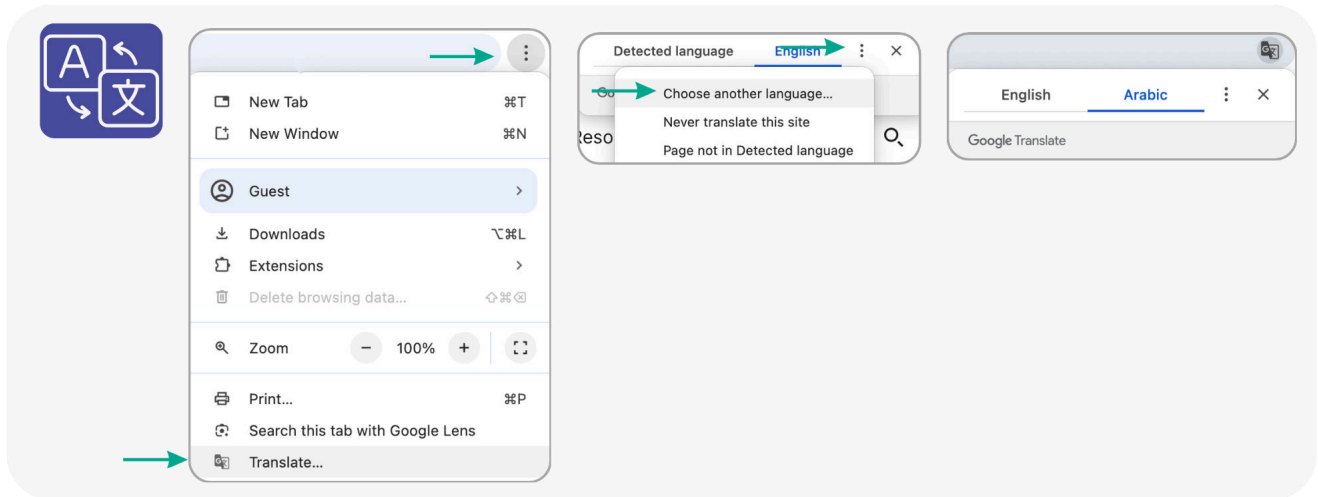 A
文
New Tab ⌘T
New Window ⌘N
Guest
Downloads ⌥⌘L
Extensions
Delete browsing data... ⇧⌘⌫
Zoom − 100% +
Print... ⌘P
Search this tab with Google Lens
Translate...
Detected language English
Go
Choose another language...
Never translate this site
Reso
Page not in Detected language
English Arabic
Google Translate